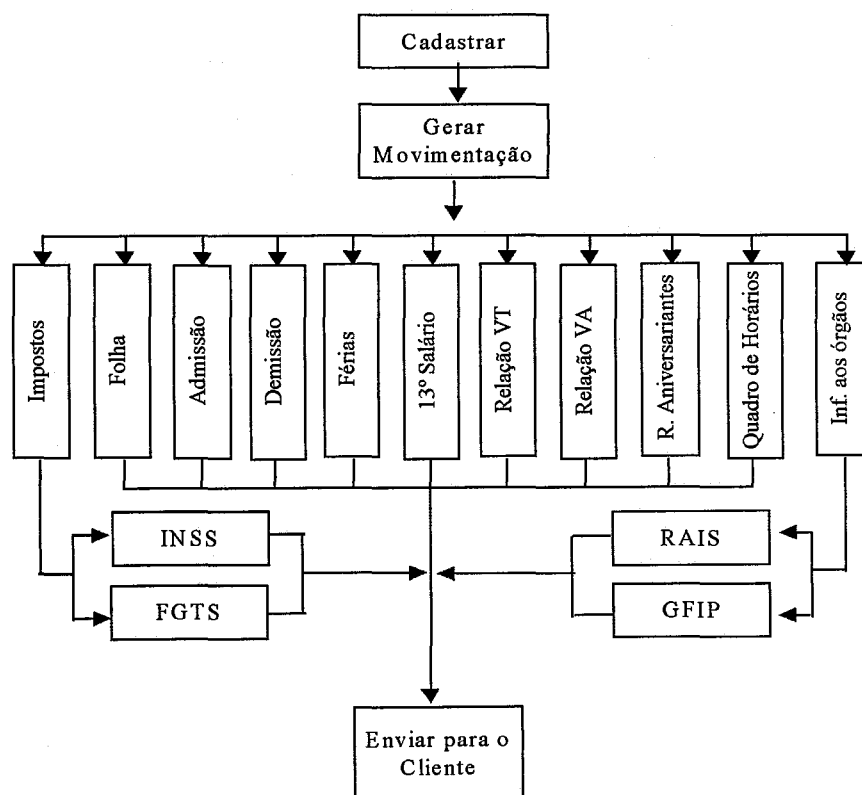 Cadastrar
Gerar
Movimentação
Impostos
Folha
Admissão
Demissão
Férias
13º Salário
Relação VT
Relação VA
R. Aniversariantes
Quadro de Horários
Inf. aos órgãos
INSS
FGTS
RAIS
GFIP
Enviar para o
Cliente